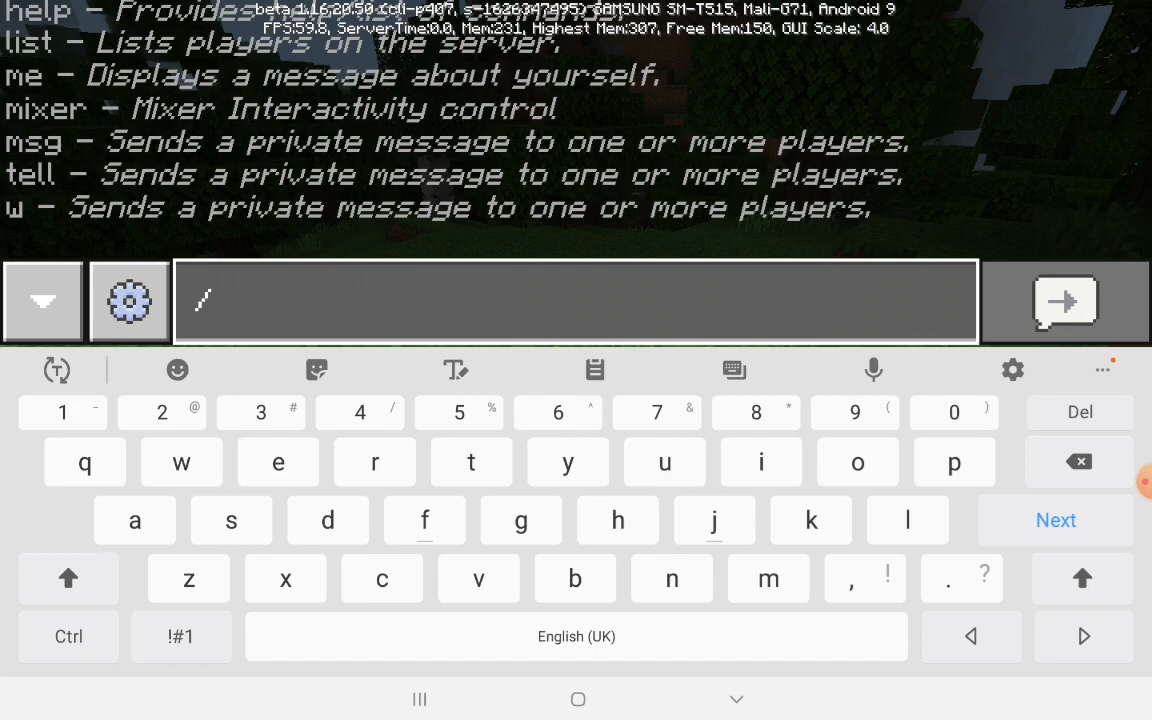 beta 1.16.20.50
SAMSUNG SM-T515, Mali-G71, Android 9
FPS:59.8, ServerTime:0.0, Mem:231, Highest Mem:307, Free Mem:150, GUI Scale: 4.0
help - Provides
list - Lists players on the server.
me - Displays a message about yourself.
mixer - Mixer Interactivity control
msg - Sends a private message to one or more players.
tell - Sends a private message to one or more players.
w - Sends a private message to one or more players.
/
T T
1 - 2 @ 3 # 4 / 5 % 6 ^ 7 & 8 * 9 ( 0 ) Del
q w e r t y u i o p
a s d f g h j k l Next
z x c v b n m , ! . ?
Ctrl !#1 English (UK)